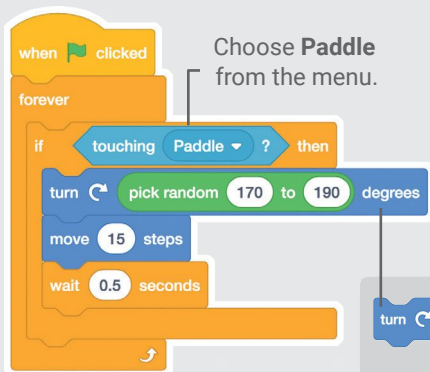 when clicked
Choose Paddle
from the menu.
forever
if touching Paddle ? then
turn pick random 170 to 190 degrees
move 15 steps
wait 0.5 seconds
turn